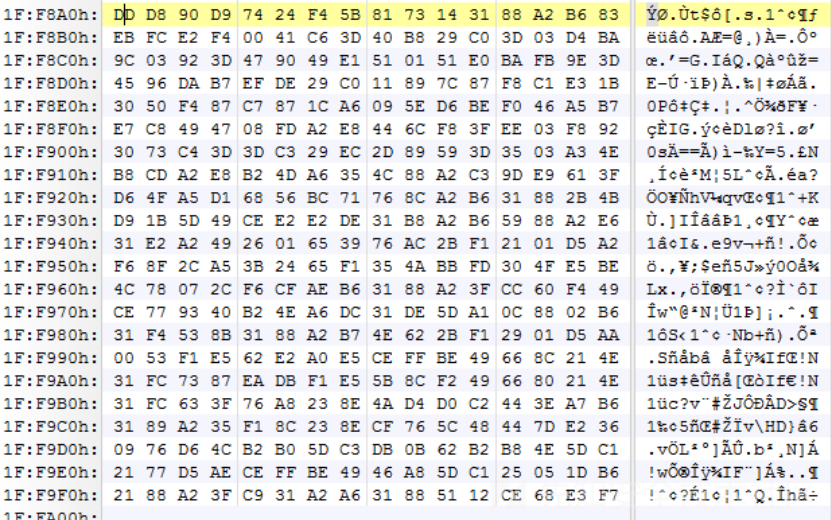 1F:F8A0h: DD D8 90 D9 74 24 F4 5B 81 73 14 31 88 A2 B6 83 ÝØ.Ùt$ô[.s.1ˆ¢¶ƒ
1F:F8B0h: EB FC E2 F4 00 41 C6 3D 40 B8 29 C0 3D 03 D4 BA ëüâô.AÆ=@¸)À=.Ôº
1F:F8C0h: 9C 03 92 3D 47 90 49 E1 51 01 51 E0 BA FB 9E 3D œ.’=G.IáQ.Qàºûž=
1F:F8D0h: 45 96 DA B7 EF DE 29 C0 11 89 7C 87 F8 C1 E3 1B E–Ú·ïÞ)À.‰|‡øÁã.
1F:F8E0h: 30 50 F4 87 C7 87 1C A6 09 5E D6 BE F0 46 A5 B7 0Pô‡Ç‡.¦.^Ö¾ðF¥·
1F:F8F0h: E7 C8 49 47 08 FD A2 E8 44 6C F8 3F EE 03 F8 92 çÈIG.ý¢èDlø?î.ø’
1F:F900h: 30 73 C4 3D 3D C3 29 EC 2D 89 59 3D 35 03 A3 4E 0sÄ==Ã)ì-‰Y=5.£N
1F:F910h: B8 CD A2 E8 B2 4D A6 35 4C 88 A2 C3 9D E9 61 3F ¸Í¢è²M¦5Lˆ¢Ã.éa?
1F:F920h: D6 4F A5 D1 68 56 BC 71 76 8C A2 B6 31 88 2B 4B ÖO¥ÑhV¼qvŒ¢¶1ˆ+K
1F:F930h: D9 1B 5D 49 CE E2 E2 DE 31 B8 A2 B6 59 88 A2 E6 Ù.]IÎââÞ1¸¢¶Yˆ¢æ
1F:F940h: 31 E2 A2 49 26 01 65 39 76 AC 2B F1 21 01 D5 A2 1â¢I&.e9v¬+ñ!.Õ¢
1F:F950h: F6 8F 2C A5 3B 24 65 F1 35 4A BB FD 30 4F E5 BE ö.,¥;$eñ5J»ý0Oå¾
1F:F960h: 4C 78 07 2C F6 CF AE B6 31 88 A2 3F CC 60 F4 49 Lx.,öÏ®¶1ˆ¢?Ì`ôI
1F:F970h: CE 77 93 40 B2 4E A6 DC 31 DE 5D A1 0C 88 02 B6 Îw“@²N¦Ü1Þ]¡.ˆ.¶
1F:F980h: 31 F4 53 8B 31 88 A2 B7 4E 62 2B F1 29 01 D5 AA 1ôS‹1ˆ¢·Nb+ñ).Õª
1F:F990h: 00 53 F1 E5 62 E2 A0 E5 CE FF BE 49 66 8C 21 4E .Sñåbâ åÎÿ¾IfŒ!N
1F:F9A0h: 31 FC 73 87 EA DB F1 E5 5B 8C F2 49 66 80 21 4E 1üs‡êÛñå[ŒòIf€!N
1F:F9B0h: 31 FC 63 3F 76 A8 23 8E 4A D4 D0 C2 44 3E A7 B6 1üc?v¨#ŽJÔÐÂD>§¶
1F:F9C0h: 31 89 A2 35 F1 8C 23 8E CF 76 5C 48 44 7D E2 36 1‰¢5ñŒ#ŽÏv\HD}â6
1F:F9D0h: 09 76 D6 4C B2 B0 5D C3 DB 0B 62 B2 B8 4E 5D C1 .vÖL²°]ÃÛ.b²¸N]Á
1F:F9E0h: 21 77 D5 AE CE FF BE 49 46 A8 5D C1 25 05 1D B6 !wÕ®Îÿ¾IF¨]Á%..¶
1F:F9F0h: 21 88 A2 3F C9 31 A2 A6 31 88 51 12 CE 68 E3 F7 !ˆ¢?É1¢¦1ˆQ.Îhã÷
1F:FA00h: